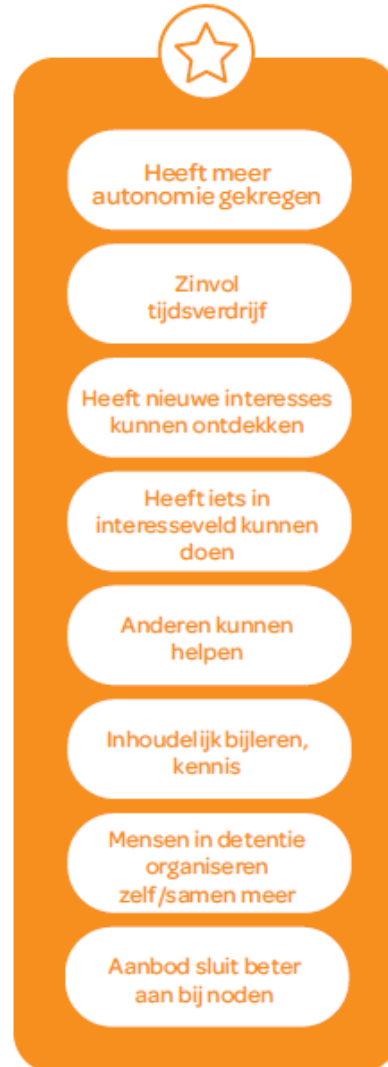 Heeft meer
autonomie gekregen
Zinvol
tijdsverdrijf
Heeft nieuwe interesses
kunnen ontdekken
Heeft iets in
interesseveld kunnen
doen
Anderen kunnen
helpen
Inhoudelijk bijleren,
kennis
Mensen in detentie
organiseren
zelf/samen meer
Aanbod sluit beter
aan bij noden